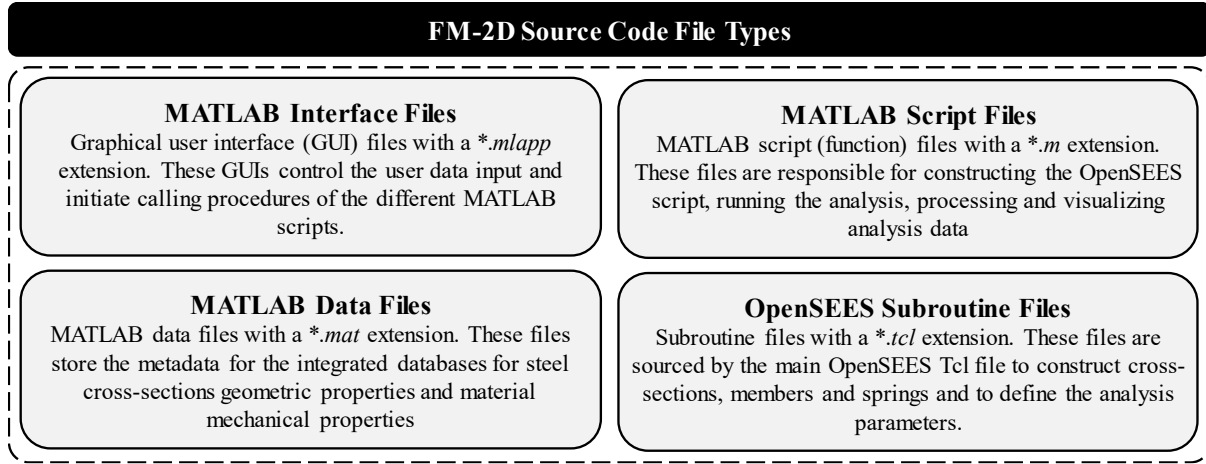 FM-2D Source Code File Types
MATLAB Interface Files
Graphical user interface (GUI) files with a *.mlapp
extension. These GUIs control the user data input and
initiate calling procedures of the different MATLAB
scripts.
MATLAB Script Files
MATLAB script (function) files with a *.m extension.
These files are responsible for constructing the OpenSEES
script, running the analysis, processing and visualizing
analysis data
MATLAB Data Files
MATLAB data files with a *.mat extension. These files
store the metadata for the integrated databases for steel
cross-sections geometric properties and material
mechanical properties
OpenSEES Subroutine Files
Subroutine files with a *.tcl extension. These files are
sourced by the main OpenSEES Tcl file to construct cross-
sections, members and springs and to define the analysis
parameters.